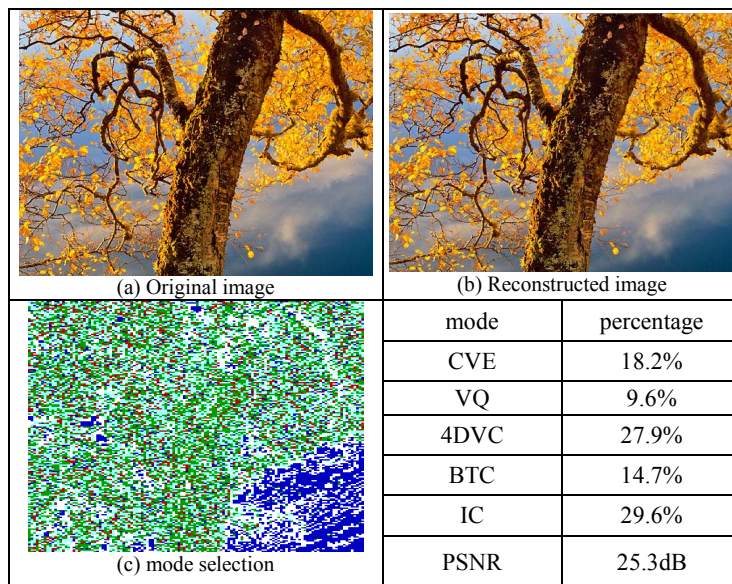 (a) Original image
(b) Reconstructed image
(c) mode selection
mode percentage
CVE 18.2%
VQ 9.6%
4DVC 27.9%
BTC 14.7%
IC 29.6%
PSNR 25.3dB